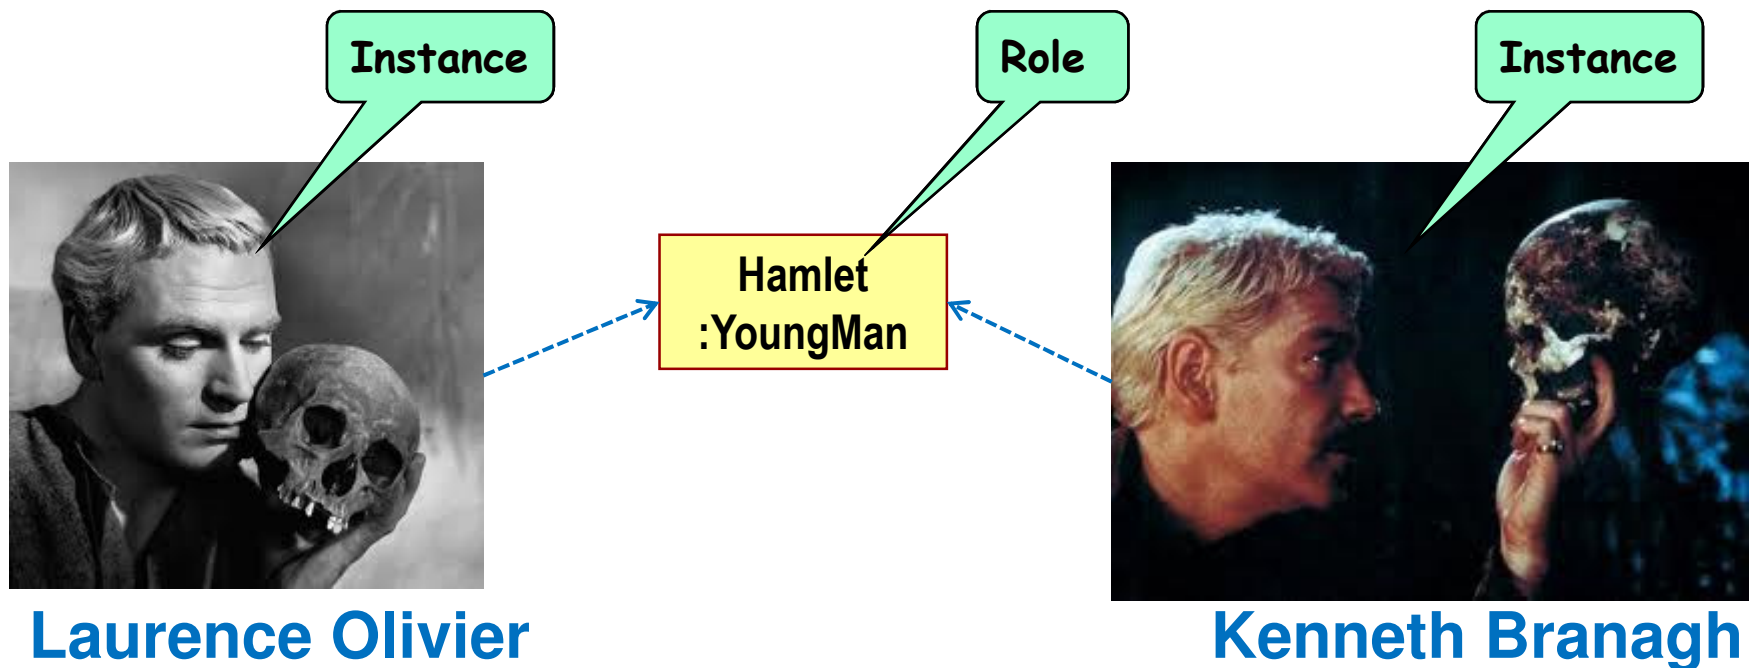 Instance
Role
Instance
Hamlet
:YoungMan
Laurence Olivier
Kenneth Branagh